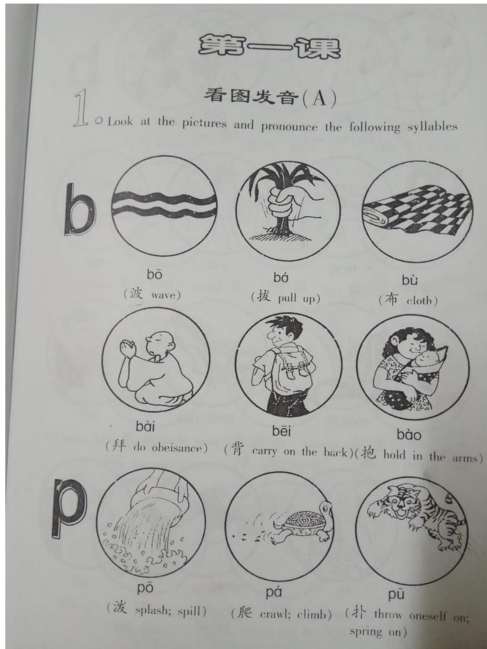 第一课
看图发音(A)
1. Look at the pictures and pronounce the following syllables
b
bō bá bù
(波 wave) (拔 pull up) (布 cloth)
bài bēi bào
(拜 do obeisance) (背 carry on the back) (抱 hold in the arms)
p
pō pá pū
(泼 splash; spill) (爬 crawl; climb) (扑 throw oneself on;
spring on)